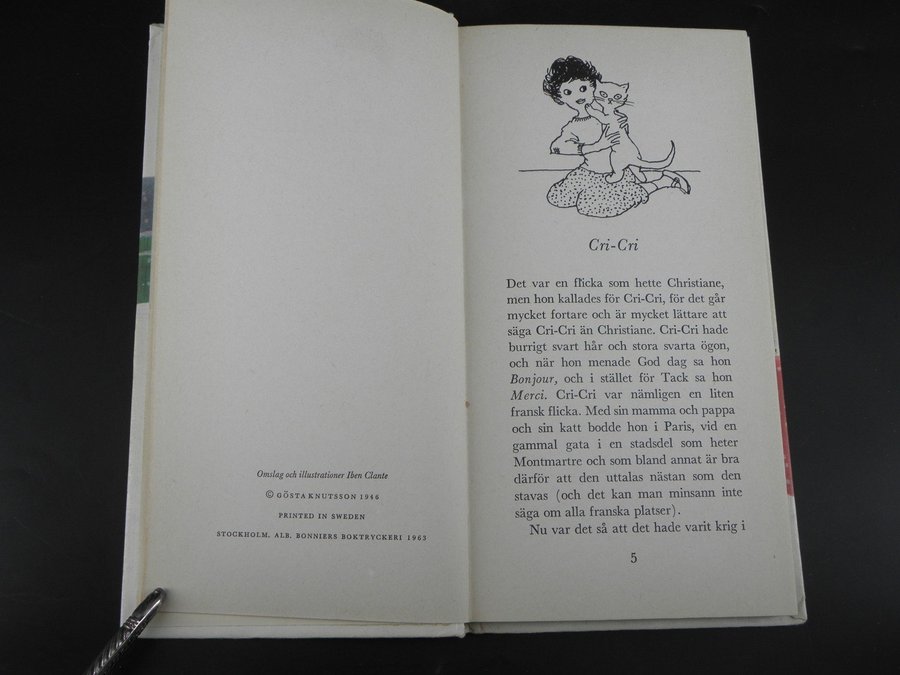 Omslag och illustrationer Iben Clante
© GÖSTA KNUTSSON 1946
PRINTED IN SWEDEN
STOCKHOLM, ALB. BONNIERS BOKTRYCKERI 1963
Cri-Cri
Det var en flicka som hette Christiane,
men hon kallades för Cri-Cri, för det går
mycket fortare och är mycket lättare att
säga Cri-Cri än Christiane. Cri-Cri hade
burrigt svart hår och stora svarta ögon,
och när hon menade God dag sa hon
Bonjour, och i stället för Tack sa hon
Merci. Cri-Cri var nämligen en liten
fransk flicka. Med sin mamma och pappa
och sin katt bodde hon i Paris, vid en
gammal gata i en stadsdel som heter
Montmartre och som bland annat är bra
därför att den uttalas nästan som den
stavas (och det kan man minsann inte
säga om alla franska platser).
Nu var det så att det hade varit krig i
5